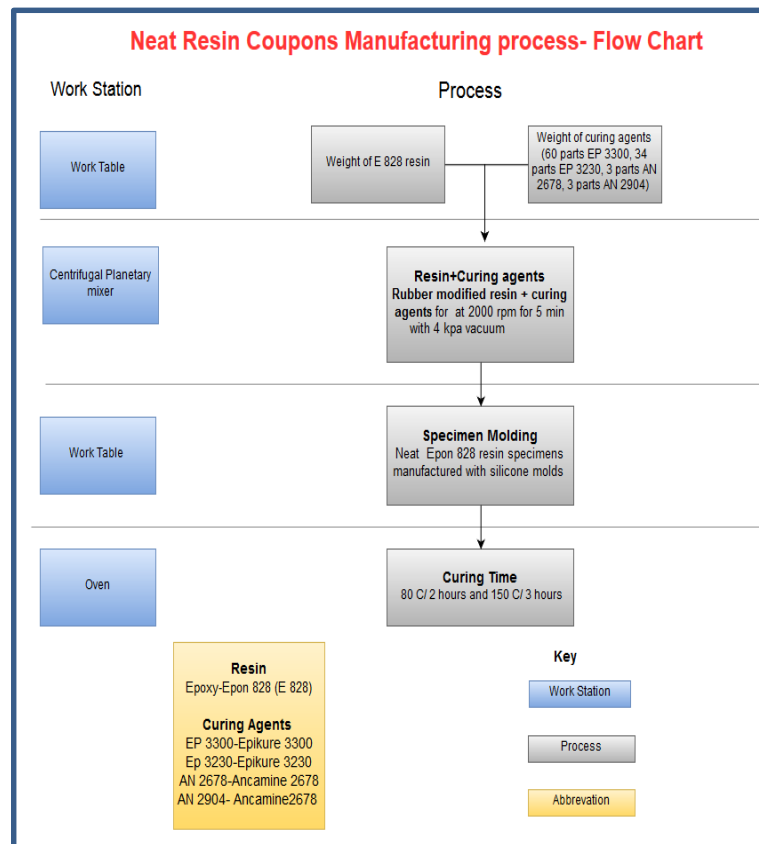 Neat Resin Coupons Manufacturing process- Flow Chart
Work Station
Process
Work Table
Weight of E 828 resin
Weight of curing agents
(60 parts EP 3300, 34
parts EP 3230, 3 parts AN
2678, 3 parts AN 2904)
Centrifugal Planetary
mixer
Resin+Curing agents
Rubber modified resin + curing
agents for at 2000 rpm for 5 min
with 4 kpa vacuum
Work Table
Specimen Molding
Neat Epon 828 resin specimens
manufactured with silicone molds
Oven
Curing Time
80 C/ 2 hours and 150 C/ 3 hours
Resin
Epoxy-Epon 828 (E 828)
Curing Agents
EP 3300-Epikure 3300
Ep 3230-Epikure 3230
AN 2678-Ancamine 2678
AN 2904- Ancamine2678
Key
Work Station
Process
Abbrevation